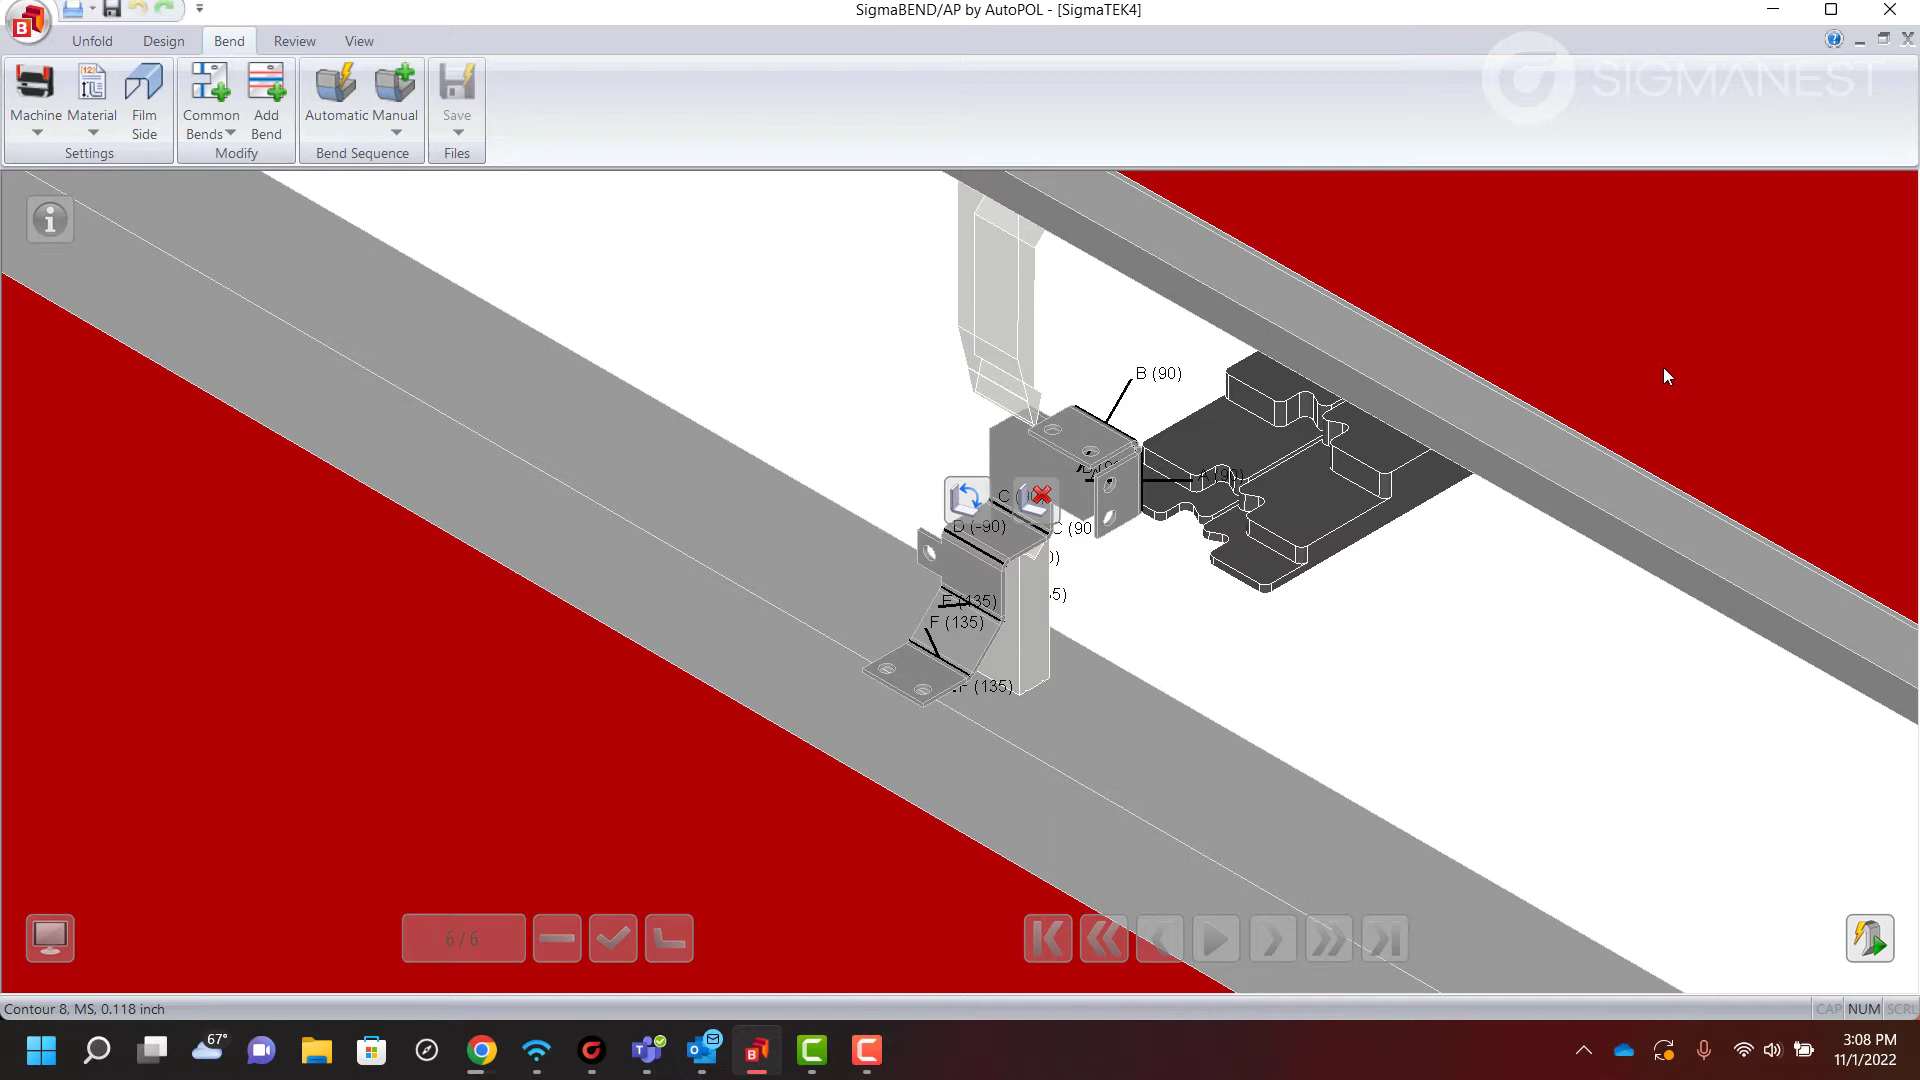 SigmaBEND/AP by AutoPOL - [SigmaTEK4]
Unfold Design Bend Review View
SIGMANEST
Machine Material Film Side
Common Bends Add Bend
Automatic Manual
Save
Settings Modify Bend Sequence Files
B (90)
A (90)
C
D (-90) C (90
5)
F (135)
F (135)
6 / 6
Contour 8, MS, 0.118 inch
CAP NUM SCRL
67°
3:08 PM
11/1/2022